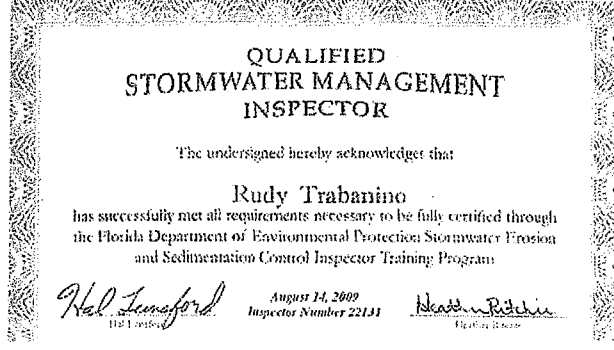 QUALIFIED
STORMWATER MANAGEMENT
INSPECTOR
The undersigned hereby acknowledges that
Rudy Trabanino
has successfully met all requirements necessary to be fully certified through
the Florida Department of Environmental Protection Stormwater Erosion
and Sedimentation Control Inspector Training Program
Hal Lunsford August 14, 2009 Heather Ritchie
Inspector Number 22131